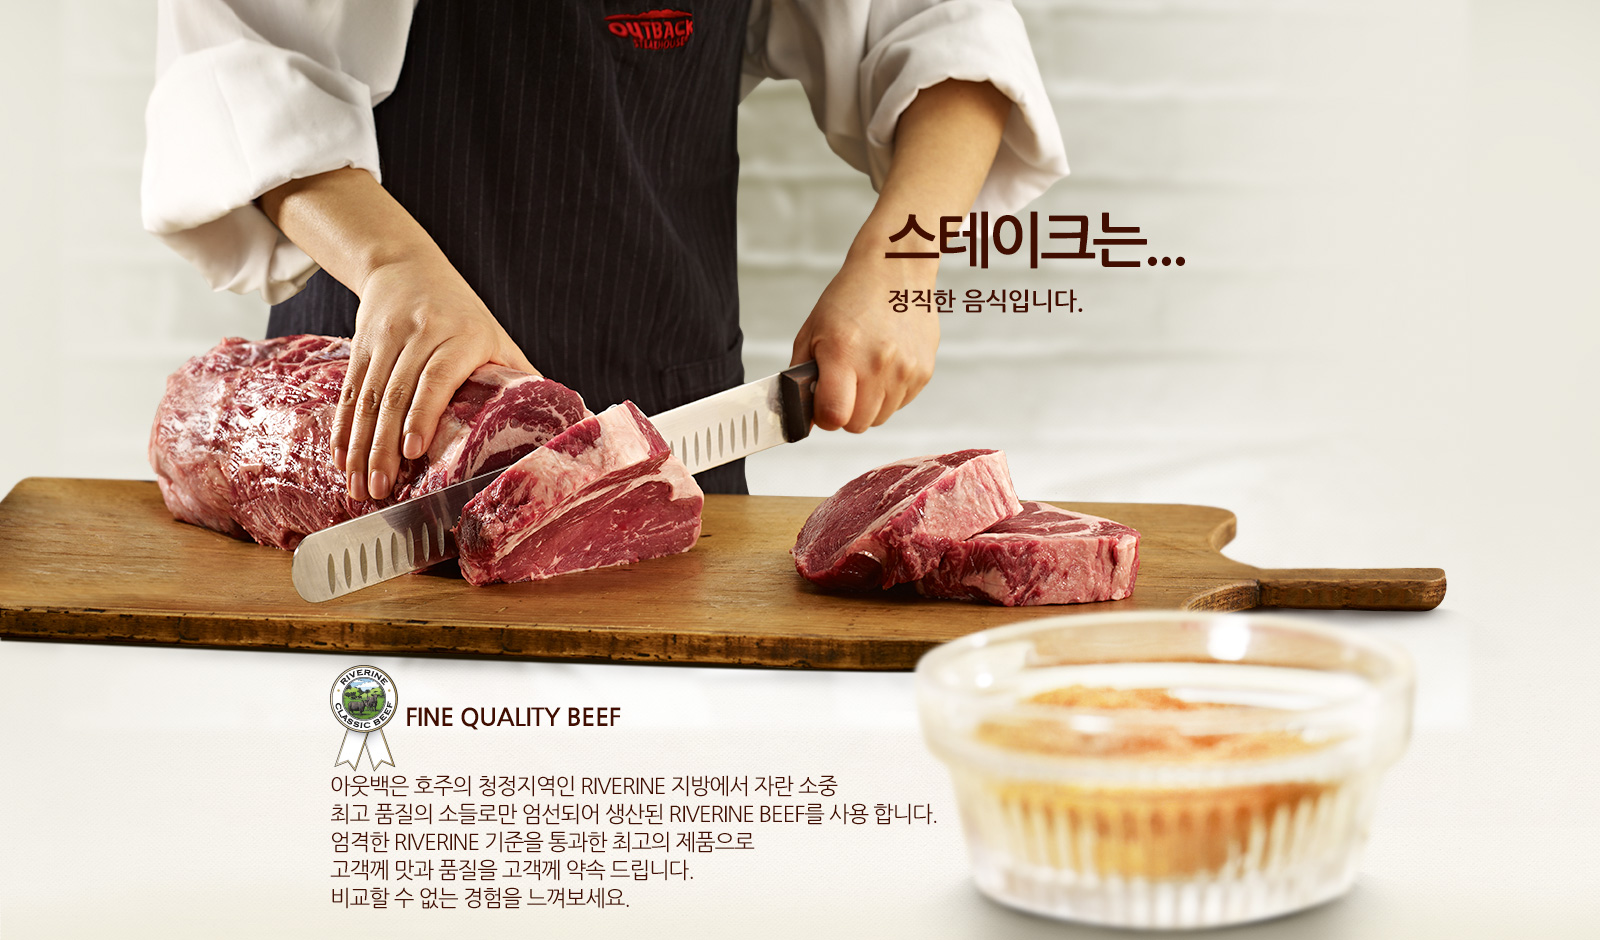 OUTBACK
STEAKHOUSE
스테이크는...
정직한 음식입니다.
RIVERINE
CLASSIC BEEF
FINE QUALITY BEEF
아웃백은 호주의 청정지역인 RIVERINE 지방에서 자란 소중
최고 품질의 소들로만 엄선되어 생산된 RIVERINE BEEF를 사용 합니다.
엄격한 RIVERINE 기준을 통과한 최고의 제품으로
고객께 맛과 품질을 고객께 약속 드립니다.
비교할 수 없는 경험을 느껴보세요.